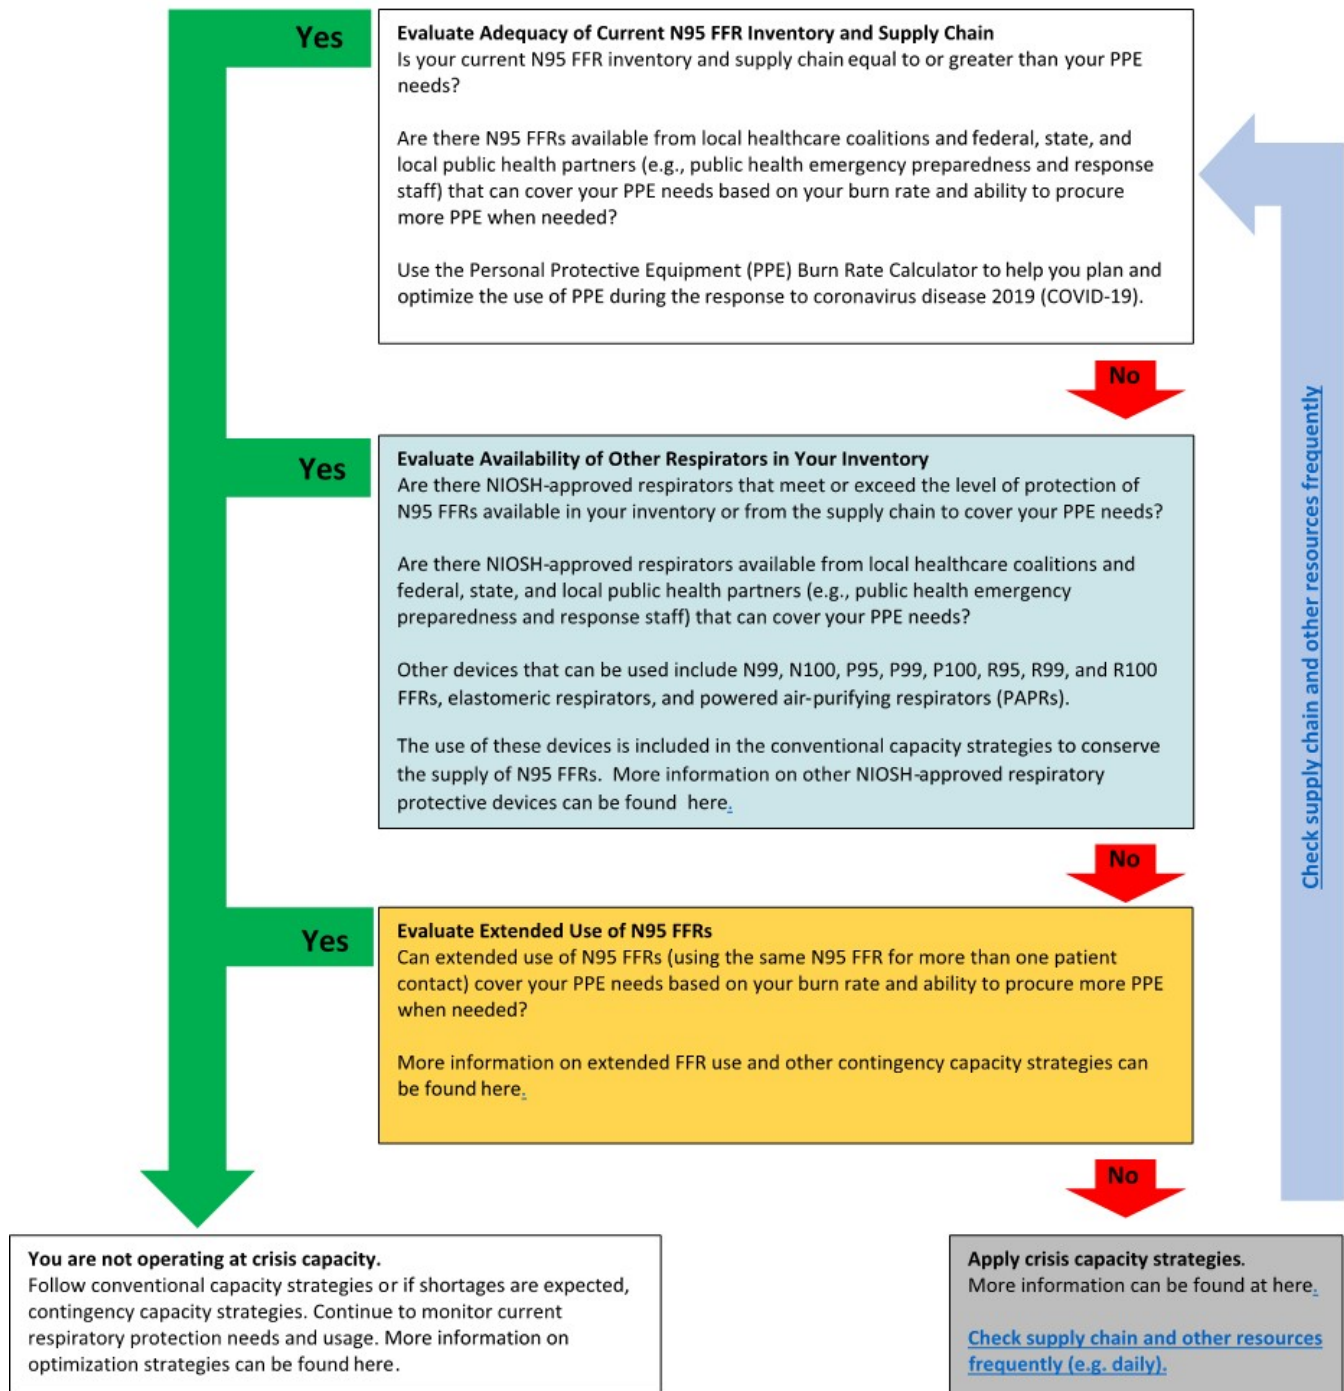 Yes
Evaluate Adequacy of Current N95 FFR Inventory and Supply Chain
Is your current N95 FFR inventory and supply chain equal to or greater than your PPE
needs?
Are there N95 FFRs available from local healthcare coalitions and federal, state, and
local public health partners (e.g., public health emergency preparedness and response
staff) that can cover your PPE needs based on your burn rate and ability to procure
more PPE when needed?
Use the Personal Protective Equipment (PPE) Burn Rate Calculator to help you plan and
optimize the use of PPE during the response to coronavirus disease 2019 (COVID-19).
No
Yes
Evaluate Availability of Other Respirators in Your Inventory
Are there NIOSH-approved respirators that meet or exceed the level of protection of
N95 FFRs available in your inventory or from the supply chain to cover your PPE needs?
Are there NIOSH-approved respirators available from local healthcare coalitions and
federal, state, and local public health partners (e.g., public health emergency
preparedness and response staff) that can cover your PPE needs?
Other devices that can be used include N99, N100, P95, P99, P100, R95, R99, and R100
FFRs, elastomeric respirators, and powered air-purifying respirators (PAPRs).
The use of these devices is included in the conventional capacity strategies to conserve
the supply of N95 FFRs.  More information on other NIOSH-approved respiratory
protective devices can be found  here.
No
Yes
Evaluate Extended Use of N95 FFRs
Can extended use of N95 FFRs (using the same N95 FFR for more than one patient
contact) cover your PPE needs based on your burn rate and ability to procure more PPE
when needed?
More information on extended FFR use and other contingency capacity strategies can
be found here.
No
Check supply chain and other resources frequently
You are not operating at crisis capacity.
Follow conventional capacity strategies or if shortages are expected,
contingency capacity strategies. Continue to monitor current
respiratory protection needs and usage. More information on
optimization strategies can be found here.
Apply crisis capacity strategies.
More information can be found at here.
Check supply chain and other resources
frequently (e.g. daily).